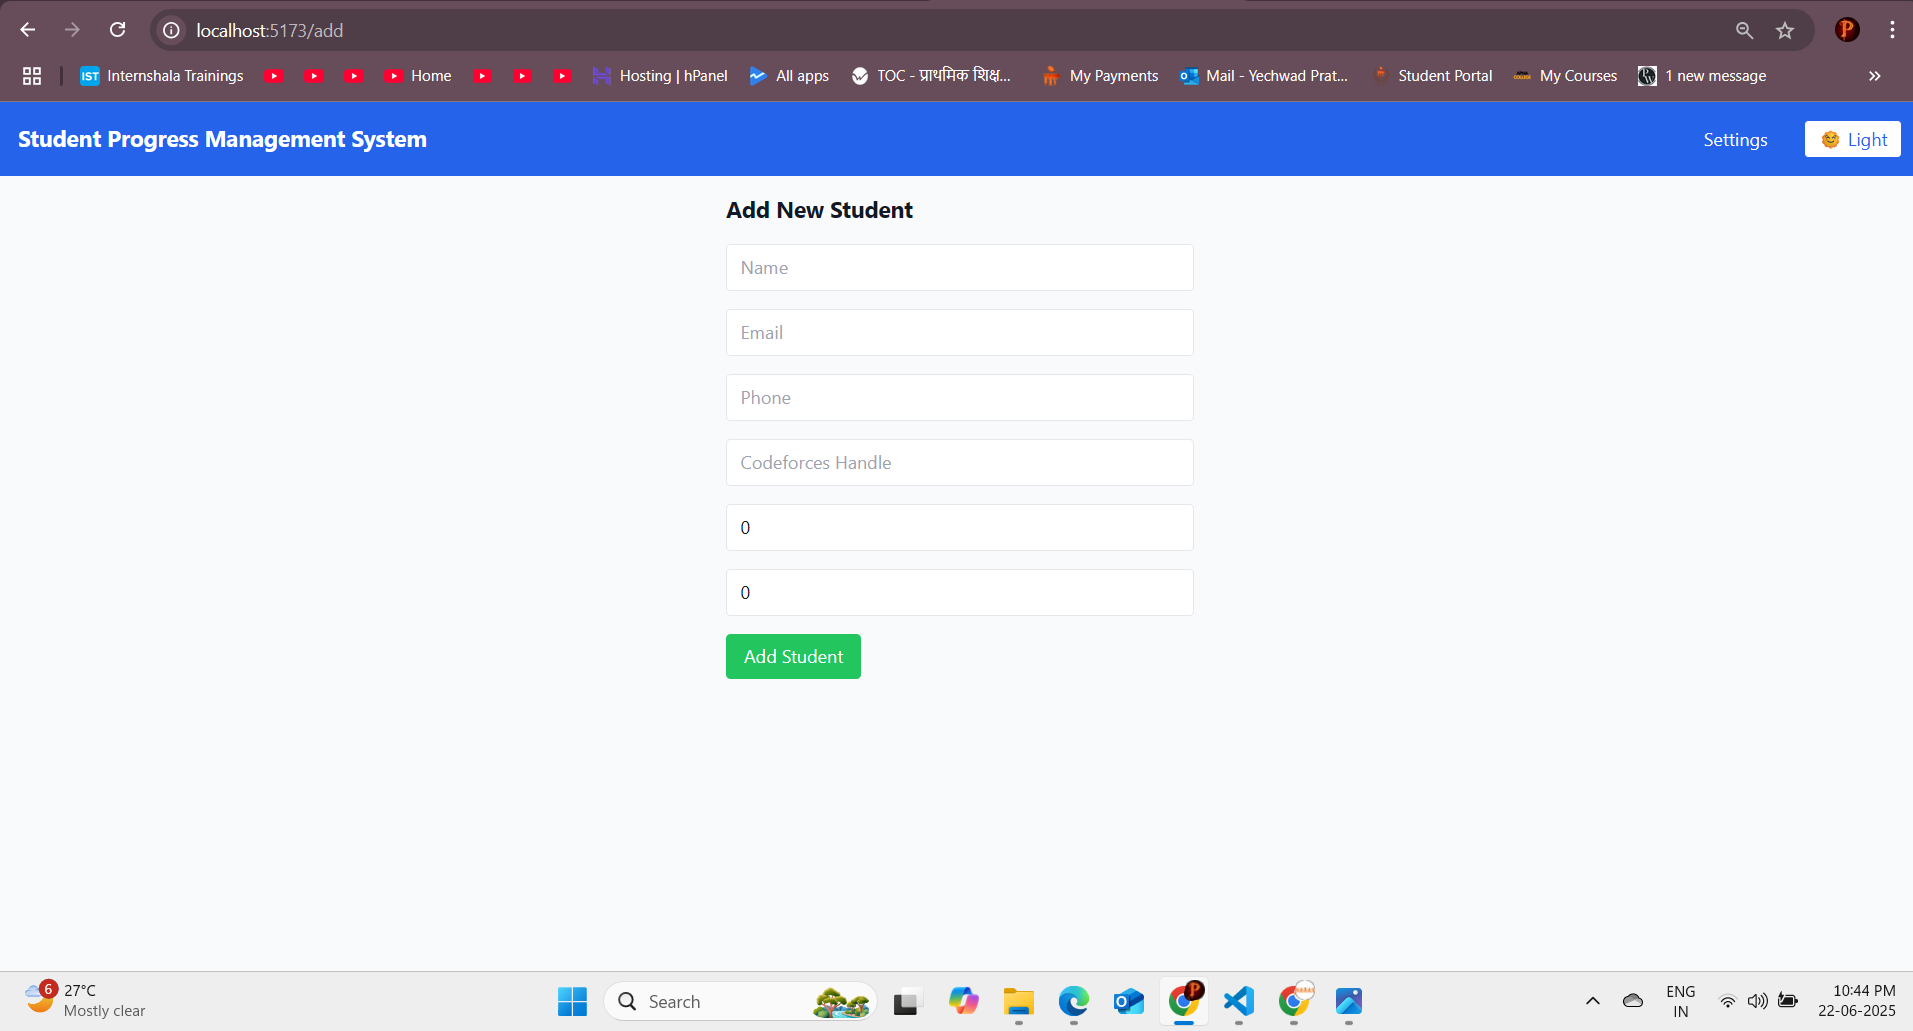 localhost:5173/add
IST Internshala Trainings Home Hosting | hPanel All apps TOC - प्राथमिक शिक्ष... My Payments Mail - Yechwad Prat... Student Portal My Courses 1 new message
Student Progress Management System Settings Light
Add New Student
Name
Email
Phone
Codeforces Handle
0
0
Add Student
6 27°C
Mostly clear
Search
ENG
IN
10:44 PM
22-06-2025